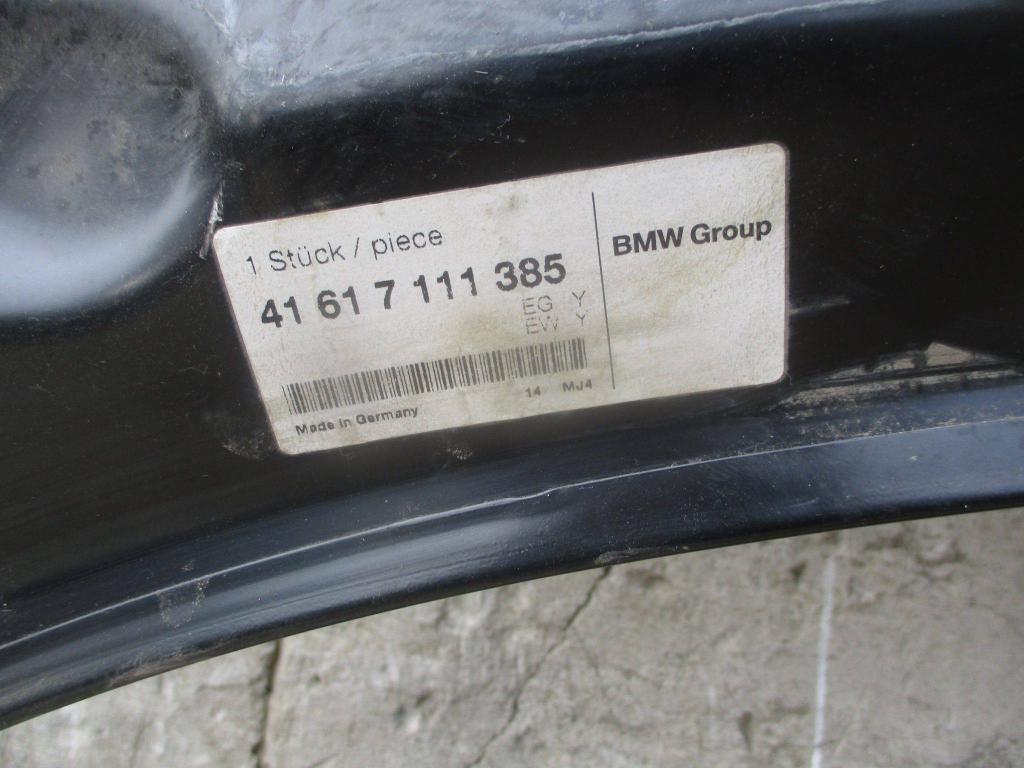 1 Stück / piece
41 61 7 111 385
EG Y
EW Y
14 MJ4
Made in Germany
BMW Group